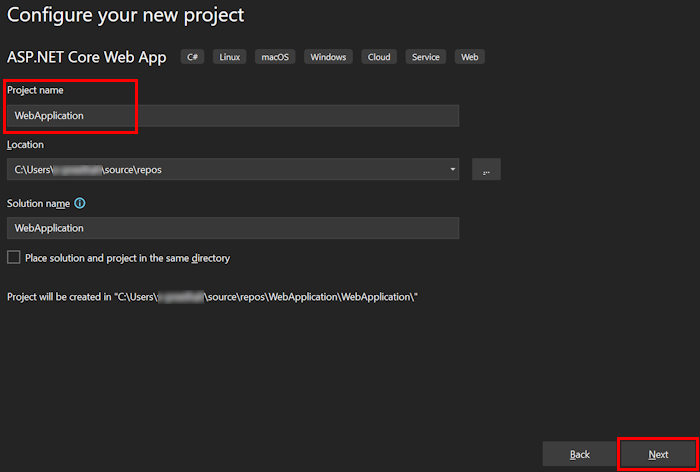 Configure your new project
ASP.NET Core Web App C# Linux macOS Windows Cloud Service Web
Project name
WebApplication
Location
C:\Users\ \source\repos
...
Solution name
WebApplication
Place solution and project in the same directory
Project will be created in "C:\Users\ \source\repos\WebApplication\WebApplication\"
Back Next